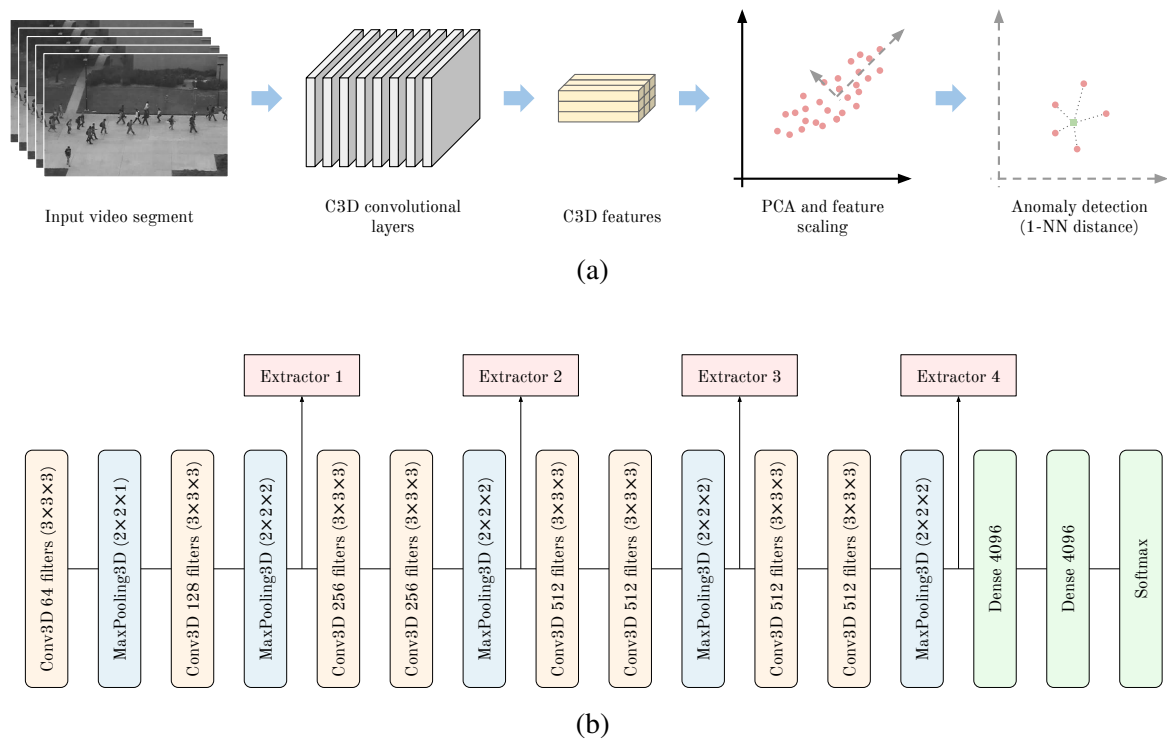 Input video segment
C3D convolutional
layers
C3D features
PCA and feature
scaling
Anomaly detection
(1-NN distance)
(a)
Extractor 1
Extractor 2
Extractor 3
Extractor 4
Conv3D 64 filters (3×3×3)
MaxPooling3D (2×2×1)
Conv3D 128 filters (3×3×3)
MaxPooling3D (2×2×2)
Conv3D 256 filters (3×3×3)
Conv3D 256 filters (3×3×3)
MaxPooling3D (2×2×2)
Conv3D 512 filters (3×3×3)
Conv3D 512 filters (3×3×3)
MaxPooling3D (2×2×2)
Conv3D 512 filters (3×3×3)
Conv3D 512 filters (3×3×3)
MaxPooling3D (2×2×2)
Dense 4096
Dense 4096
Softmax
(b)